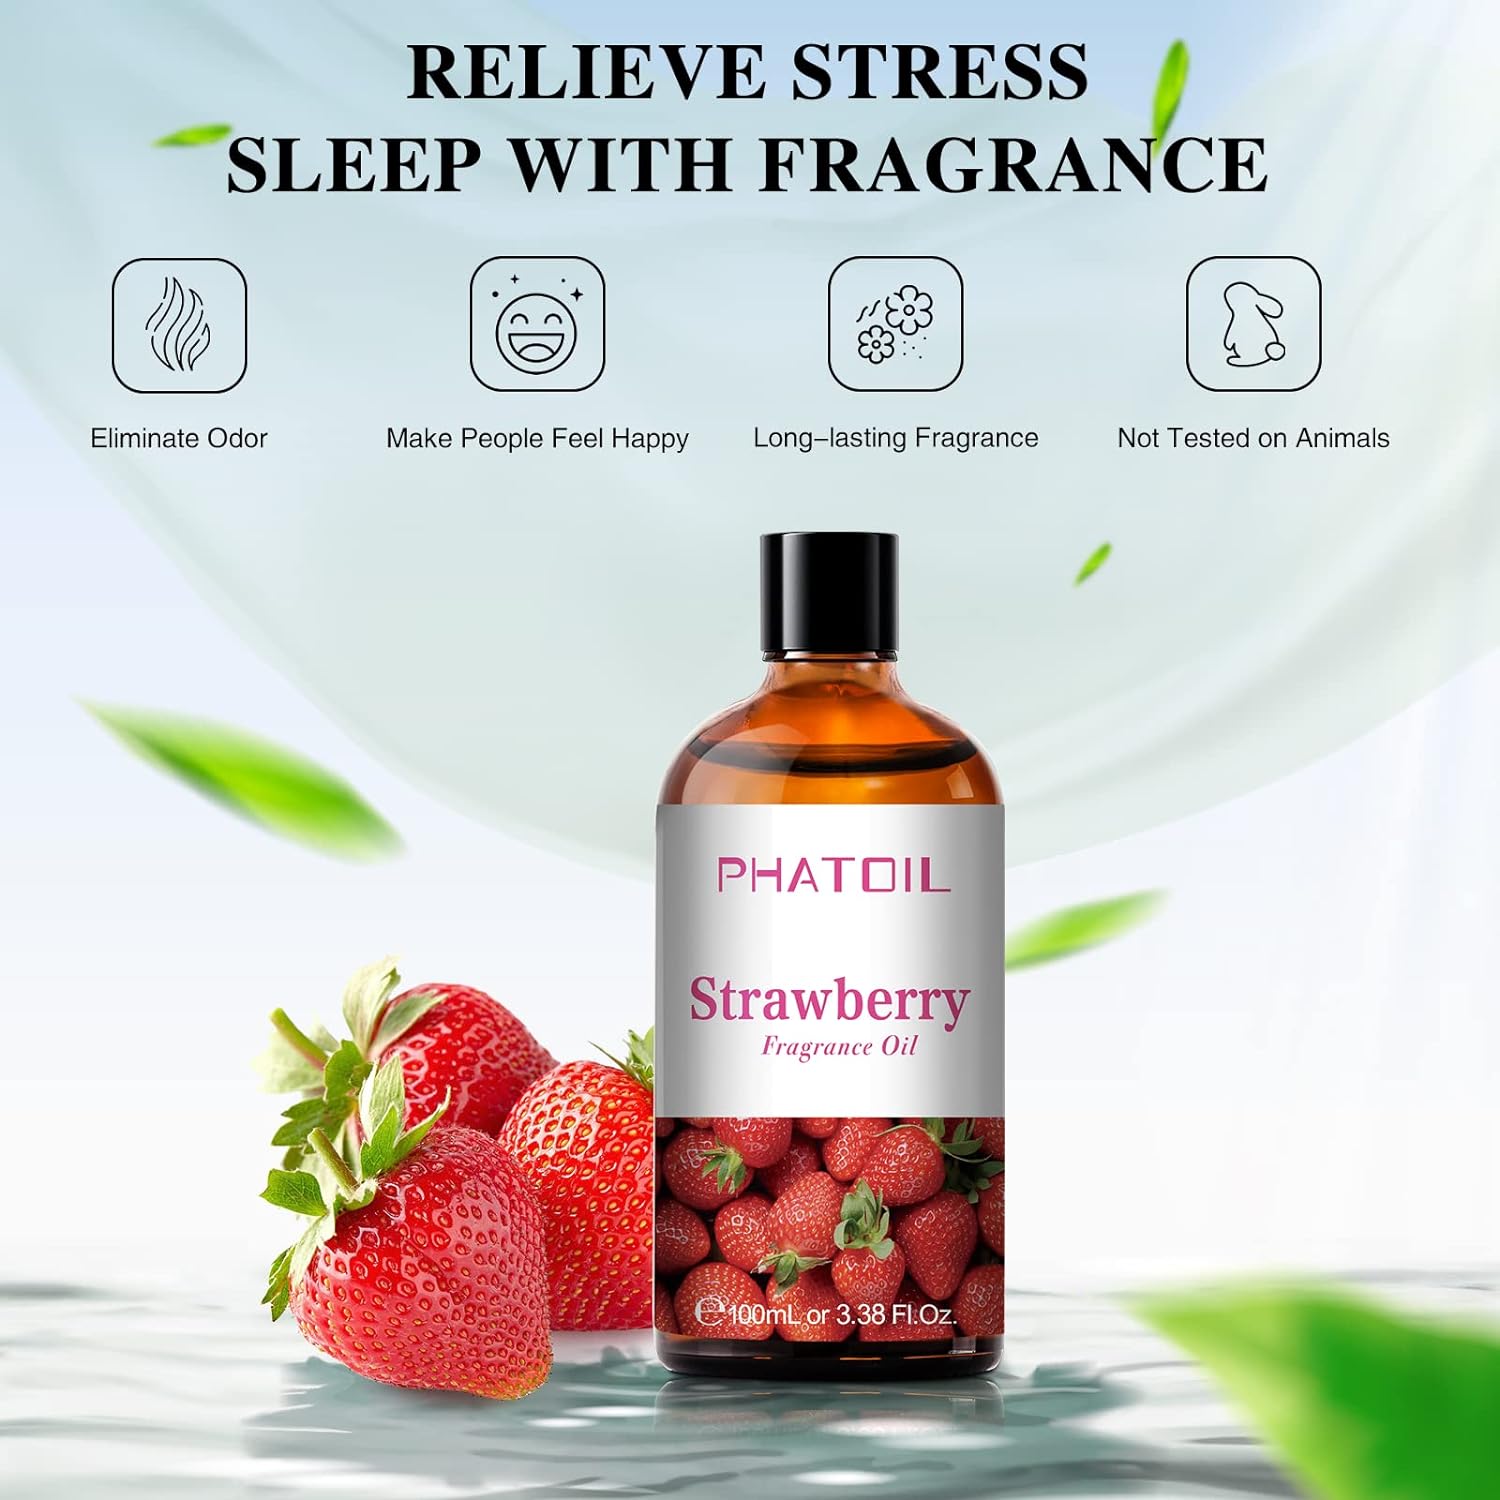 RELIEVE STRESS
SLEEP WITH FRAGRANCE
Eliminate Odor
Make People Feel Happy
Long-lasting Fragrance
Not Tested on Animals
PHATOIL
Strawberry
Fragrance Oil
℮100mL or 3.38 Fl.Oz.